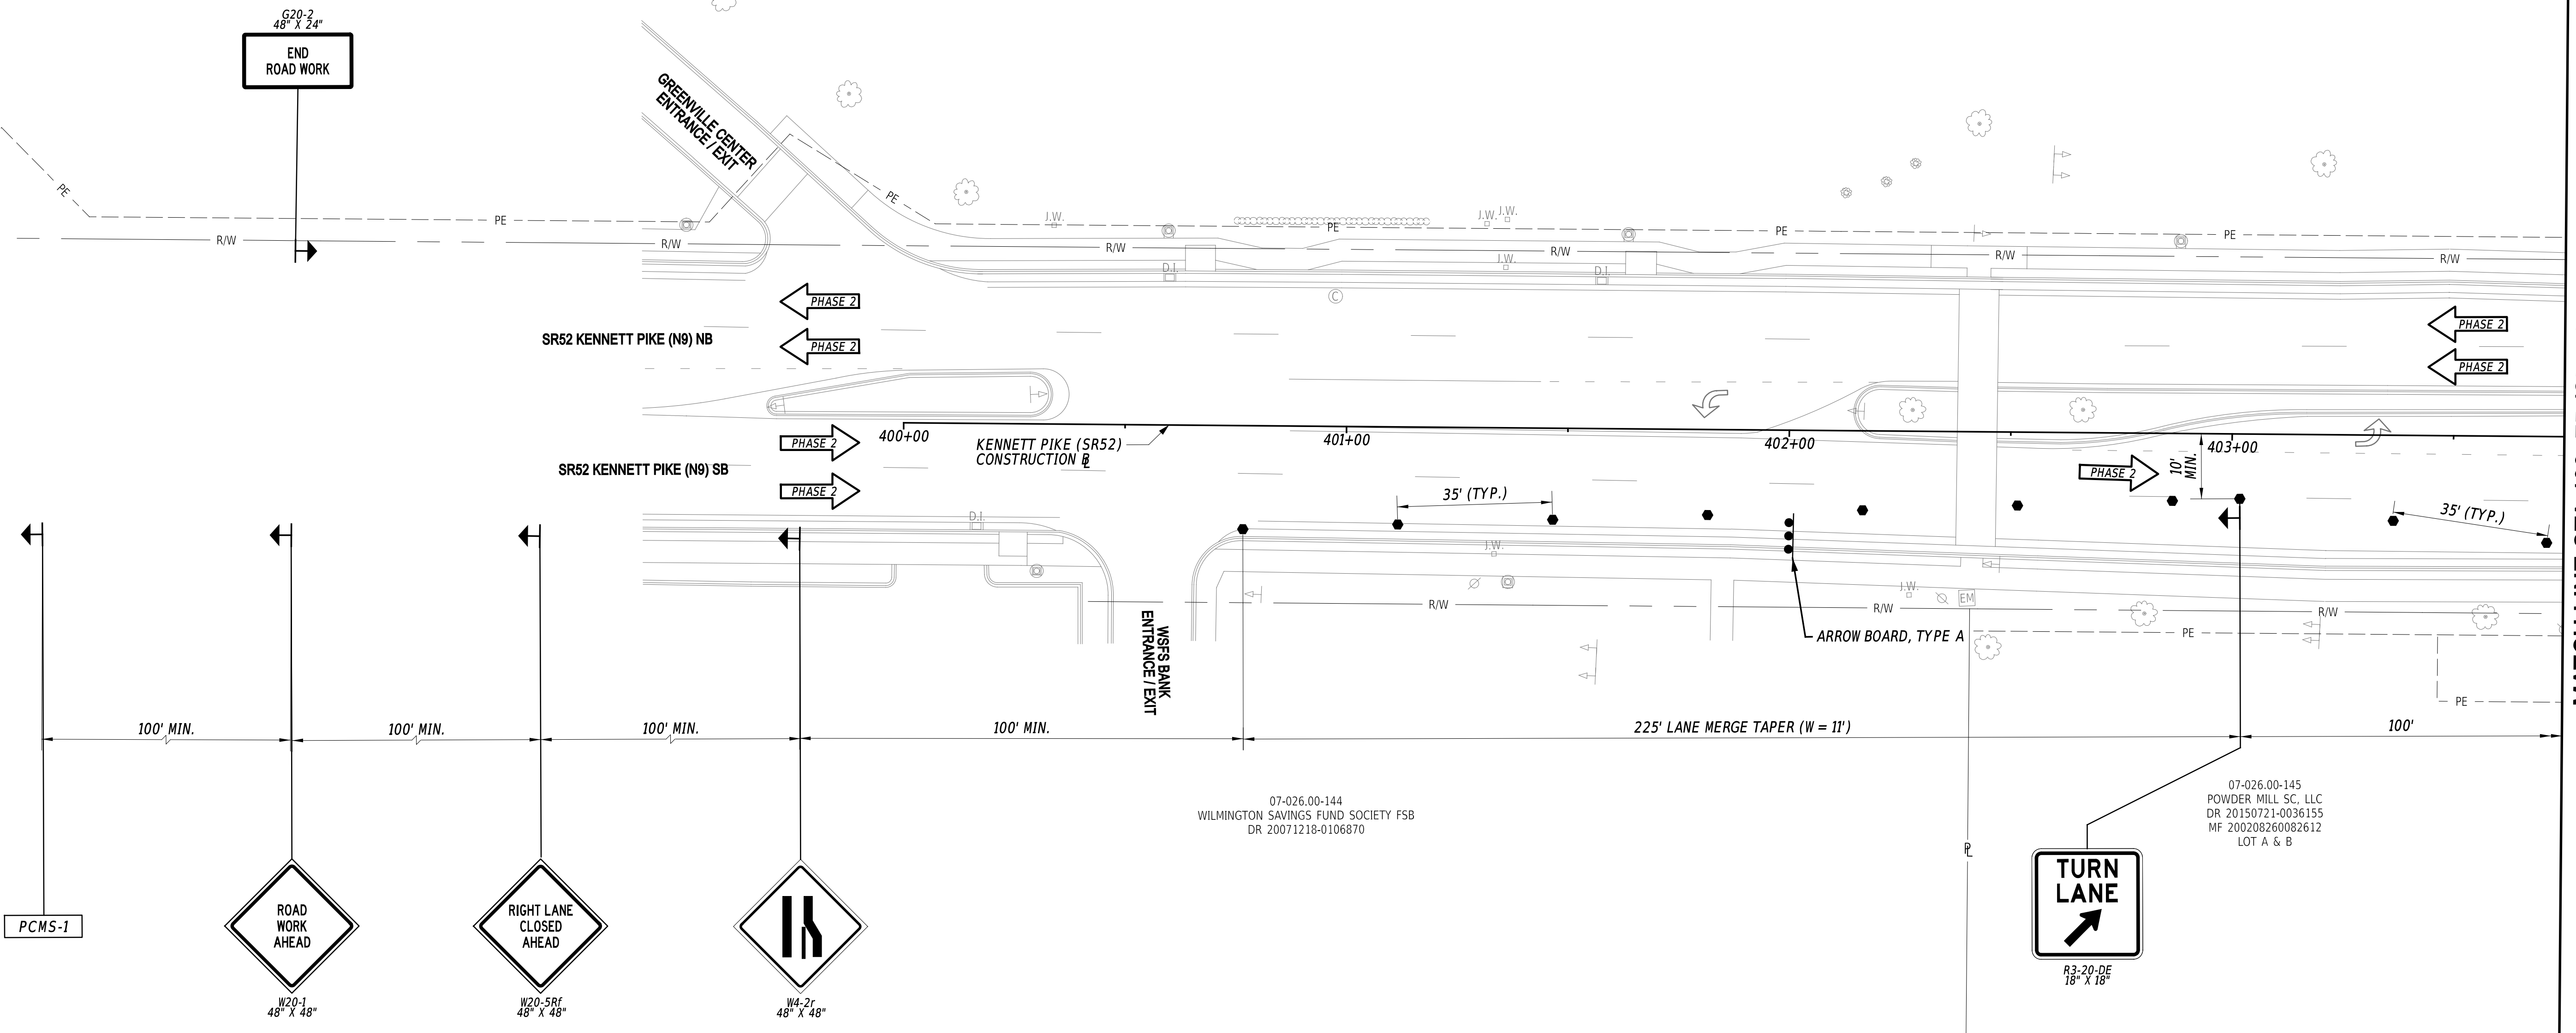 G20-2
48" X 24"
END
ROAD WORK
GREENVILLE CENTER
ENTRANCE / EXIT
PE
PE
PE
PE
PE
PE
R/W
R/W
R/W
R/W
R/W
R/W
J.W.
J.W.
J.W.
J.W.
D.I.
D.I.
C
PHASE 2
PHASE 2
PHASE 2
PHASE 2
SR52 KENNETT PIKE (N9) NB
400+00
KENNETT PIKE (SR52)
CONSTRUCTION BL
401+00
402+00
403+00
PHASE 2
PHASE 2
SR52 KENNETT PIKE (N9) SB
PHASE 2
10'
MIN.
35' (TYP.)
35' (TYP.)
D.I.
J.W.
J.W.
EM
R/W
R/W
R/W
PE
PE
WSFS BANK
ENTRANCE / EXIT
ARROW BOARD, TYPE A
100' MIN.
100' MIN.
100' MIN.
100' MIN.
225' LANE MERGE TAPER (W = 11')
100'
07-026.00-144
WILMINGTON SAVINGS FUND SOCIETY FSB
DR 20071218-0106870
07-026.00-145
POWDER MILL SC, LLC
DR 20150721-0036155
MF 200208260082612
LOT A & B
PL
PCMS-1
ROAD
WORK
AHEAD
W20-1
48" X 48"
RIGHT LANE
CLOSED
AHEAD
W20-5Rf
48" X 48"
W4-2r
48" X 48"
TURN
LANE
R3-20-DE
18" X 18"